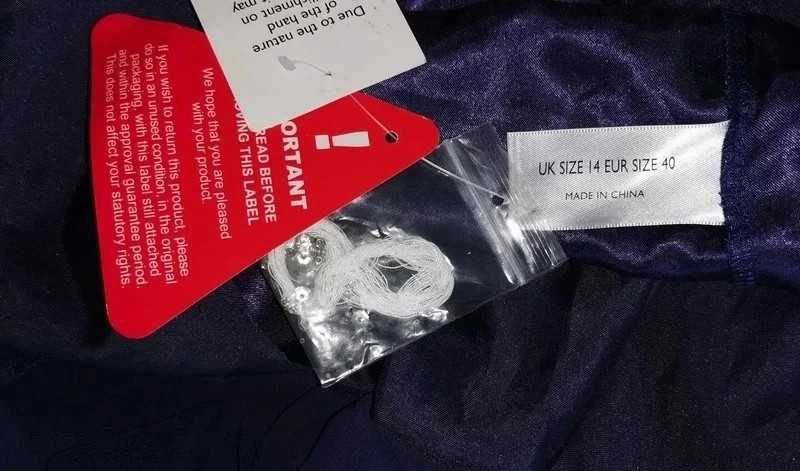 Due to the nature
of the hand
llishment on
t may
ORTANT
READ BEFORE
OVING THIS LABEL
We hope that you are pleased
with your product.
If you wish to return this product, please
do so in an unused condition, in the original
packaging, with this label still attached
and within the approval guarantee period.
This does not affect your statutory rights.
UK SIZE 14 EUR SIZE 40
MADE IN CHINA